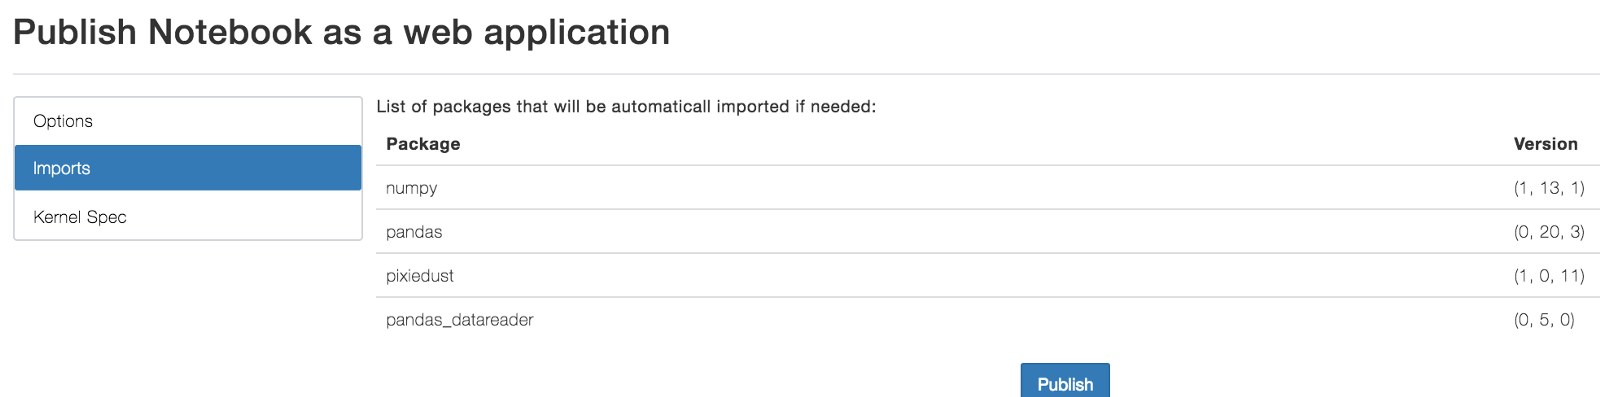 Publish Notebook as a web application
Options
Imports
Kernel Spec
List of packages that will be automaticall imported if needed:
Package Version
numpy (1, 13, 1)
pandas (0, 20, 3)
pixiedust (1, 0, 11)
pandas_datareader (0, 5, 0)
Publish